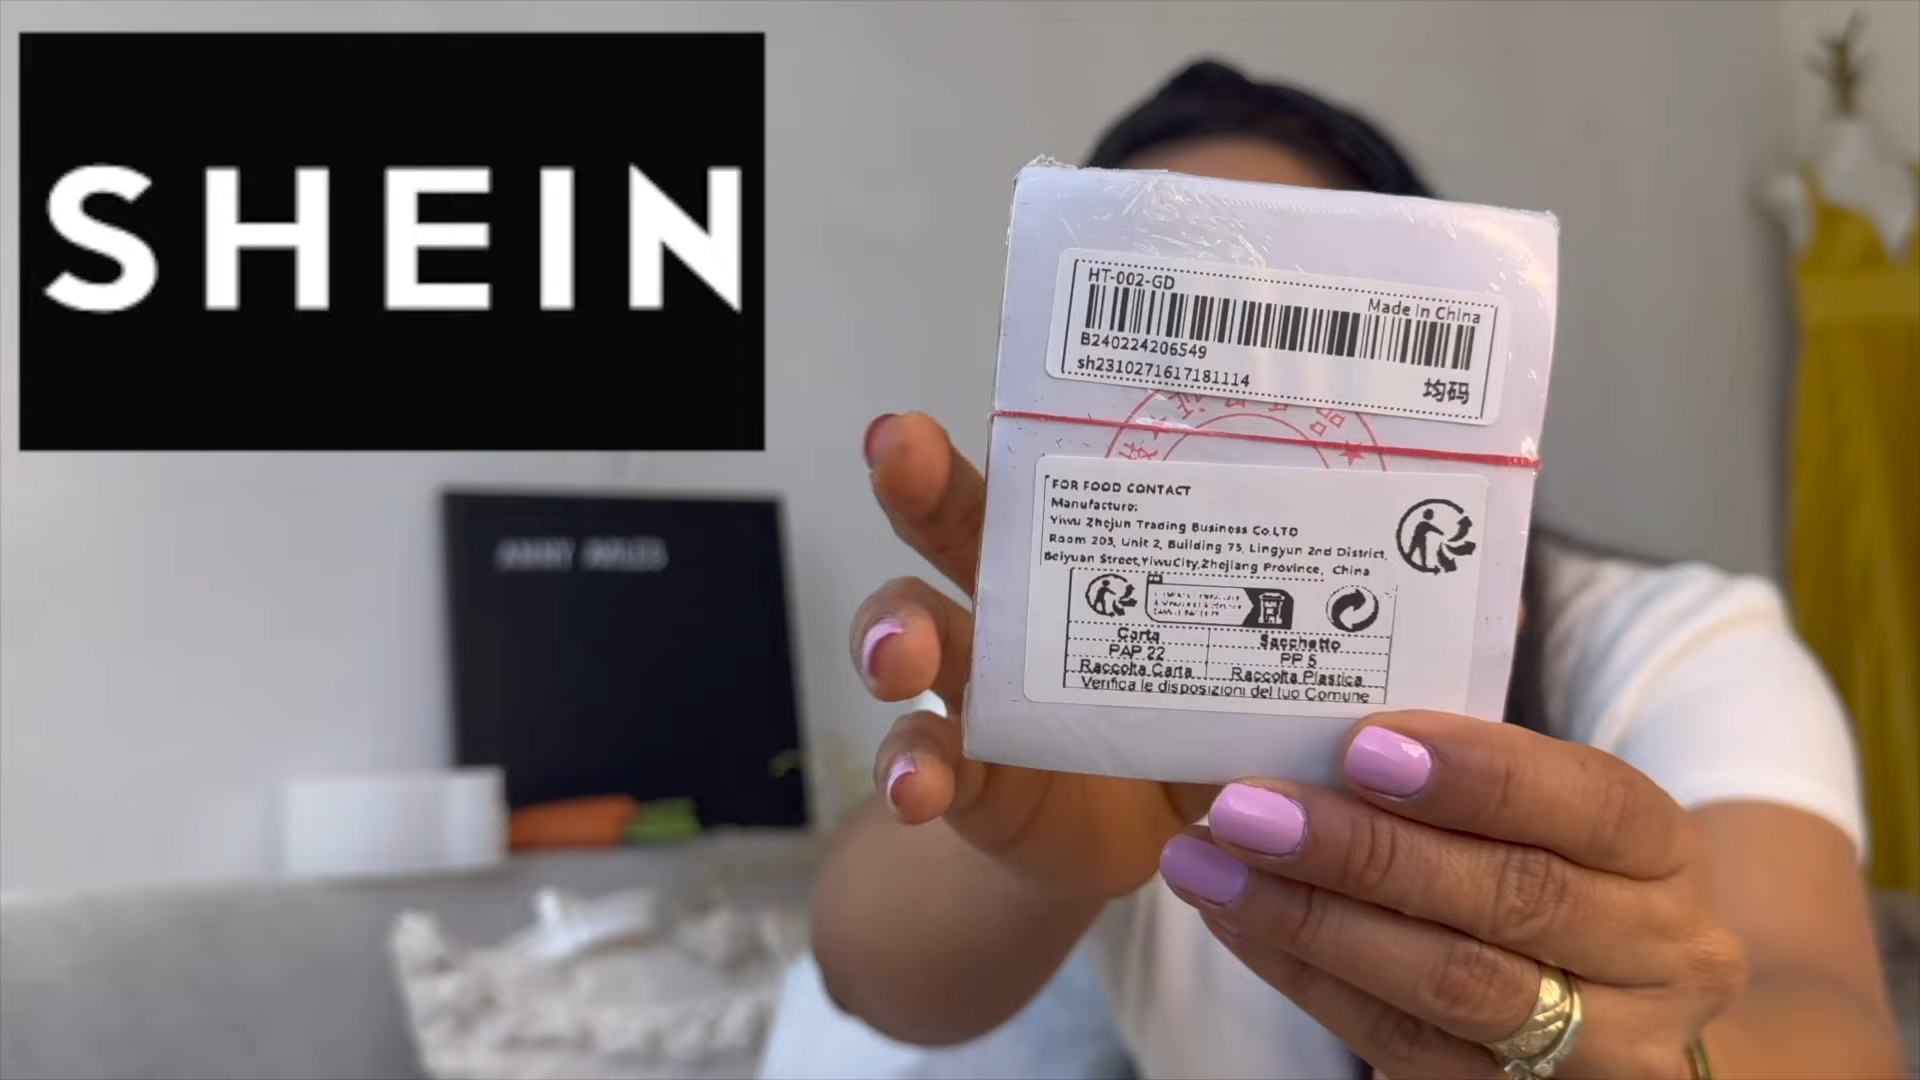 SHEIN
HT-002-GD
Made In China
B240224206549
sh2310271617181114
均码
FOR FOOD CONTACT
Manufacture:
Yiwu Zhejun Trading Business Co.LTD
Room 203, Unit 2, Building 75, Lingyun 2nd District,
Beiyuan Street,YiwuCity,Zhejiang Province, China
Carta
Sacchetto
PAP 22
PP 5
Raccolta Carta
Raccolta Plastica
Verifica le disposizioni del tuo Comune